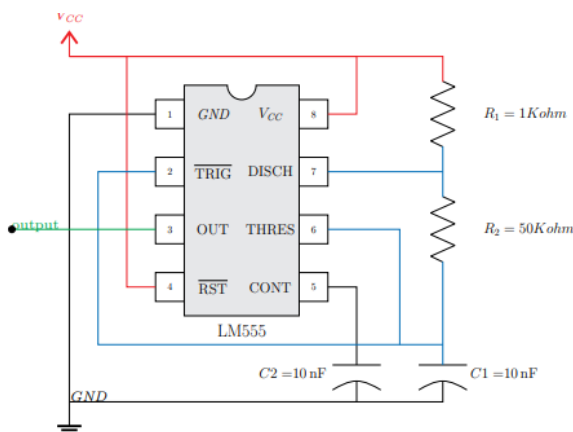 VCC
1 GND VCC 8
R1 = 1Kohm
2 TRIG DISCH 7
output
3 OUT THRES 6
R2 = 50Kohm
4 RST CONT 5
LM555
C2 =10 nF
C1 =10 nF
GND